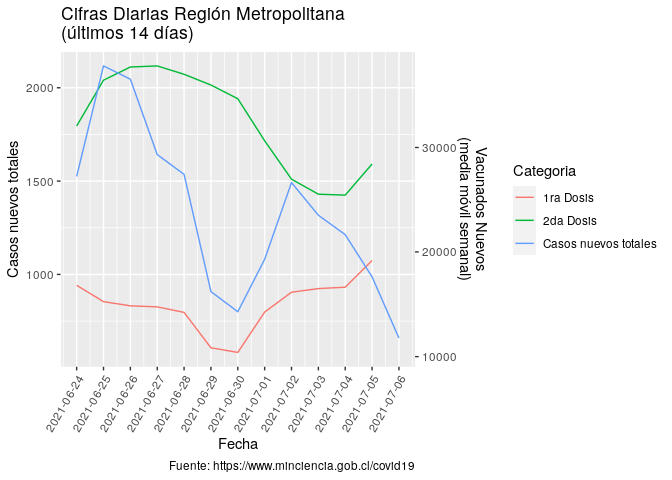 Cifras Diarias Región Metropolitana
(últimos 14 días)
Casos nuevos totales
2000
1500
1000
30000
20000
10000
Vacunados Nuevos
(media móvil semanal)
2021-06-24
2021-06-25
2021-06-26
2021-06-27
2021-06-28
2021-06-29
2021-06-30
2021-07-01
2021-07-02
2021-07-03
2021-07-04
2021-07-05
2021-07-06
Fecha
Categoria
1ra Dosis
2da Dosis
Casos nuevos totales
Fuente: https://www.minciencia.gob.cl/covid19